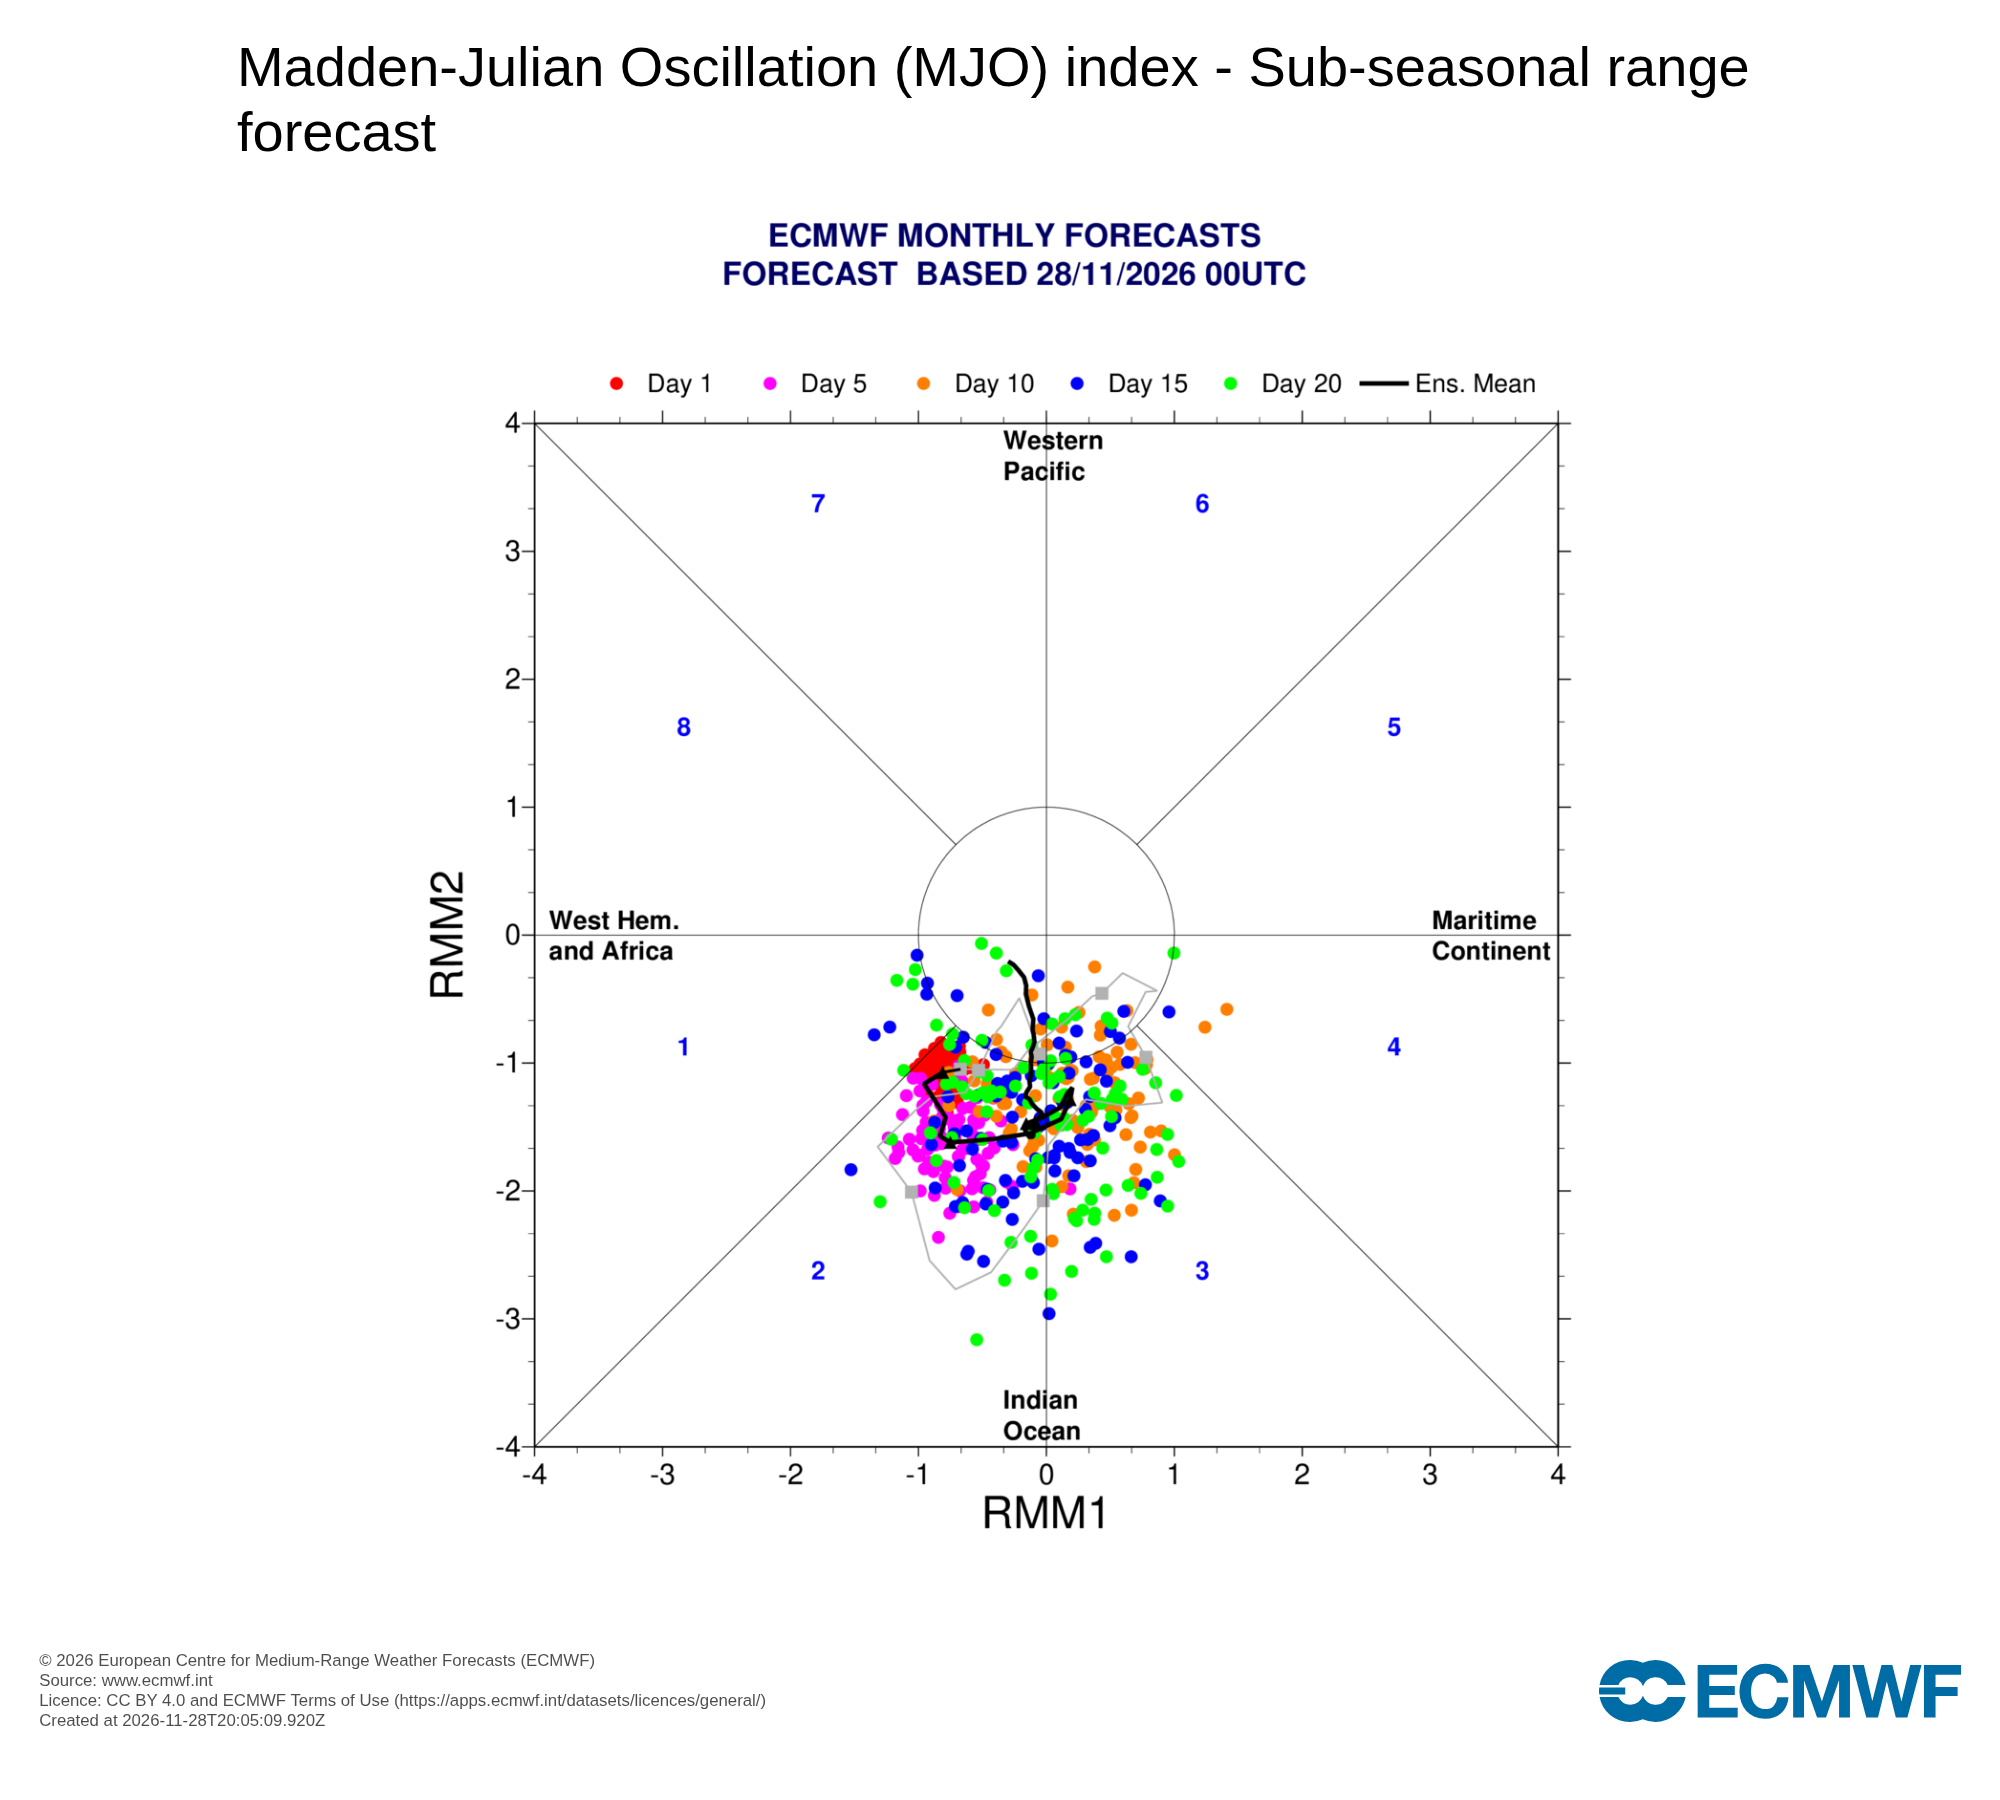 Madden-Julian Oscillation (MJO) index - Sub-seasonal range
forecast
ECMWF MONTHLY FORECASTS
FORECAST  BASED 28/11/2026 00UTC
Day 1 Day 5 Day 10 Day 15 Day 20 Ens. Mean
4
Western
Pacific
7 6
3
2
8 5
1
RMM2
West Hem.
and Africa
0
Maritime
Continent
-1
1 4
-2
2 3
-3
Indian
Ocean
-4
-4 -3 -2 -1 0 1 2 3 4
RMM1
© 2026 European Centre for Medium-Range Weather Forecasts (ECMWF)
Source: www.ecmwf.int
Licence: CC BY 4.0 and ECMWF Terms of Use (https://apps.ecmwf.int/datasets/licences/general/)
Created at 2026-11-28T20:05:09.920Z
ECMWF